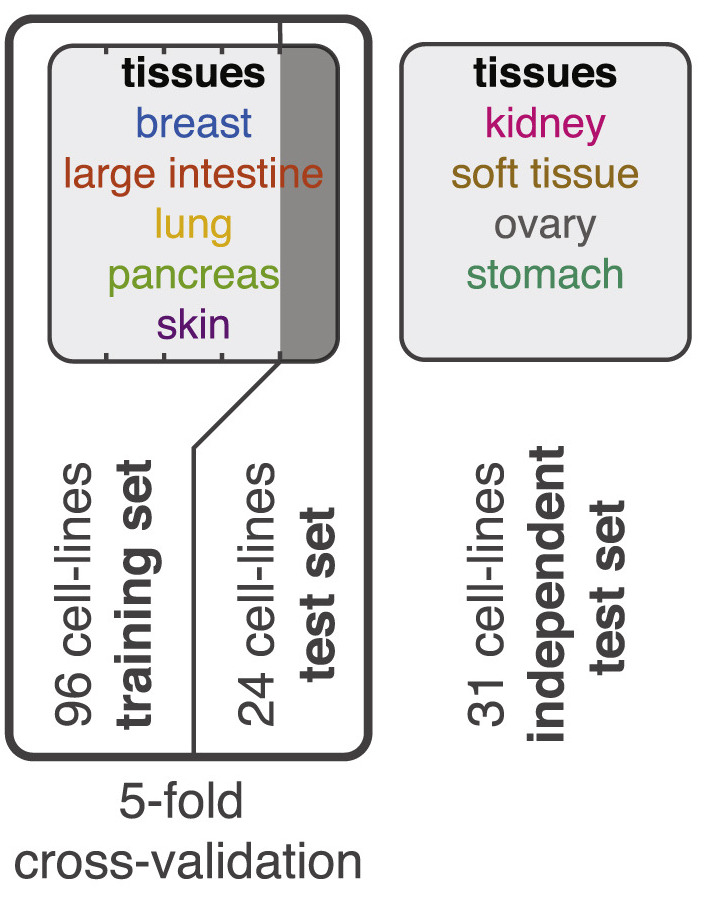 tissues
breast
large intestine
lung
pancreas
skin
96 cell-lines
training set
24 cell-lines
test set
5-fold
cross-validation
tissues
kidney
soft tissue
ovary
stomach
31 cell-lines
independent
test set